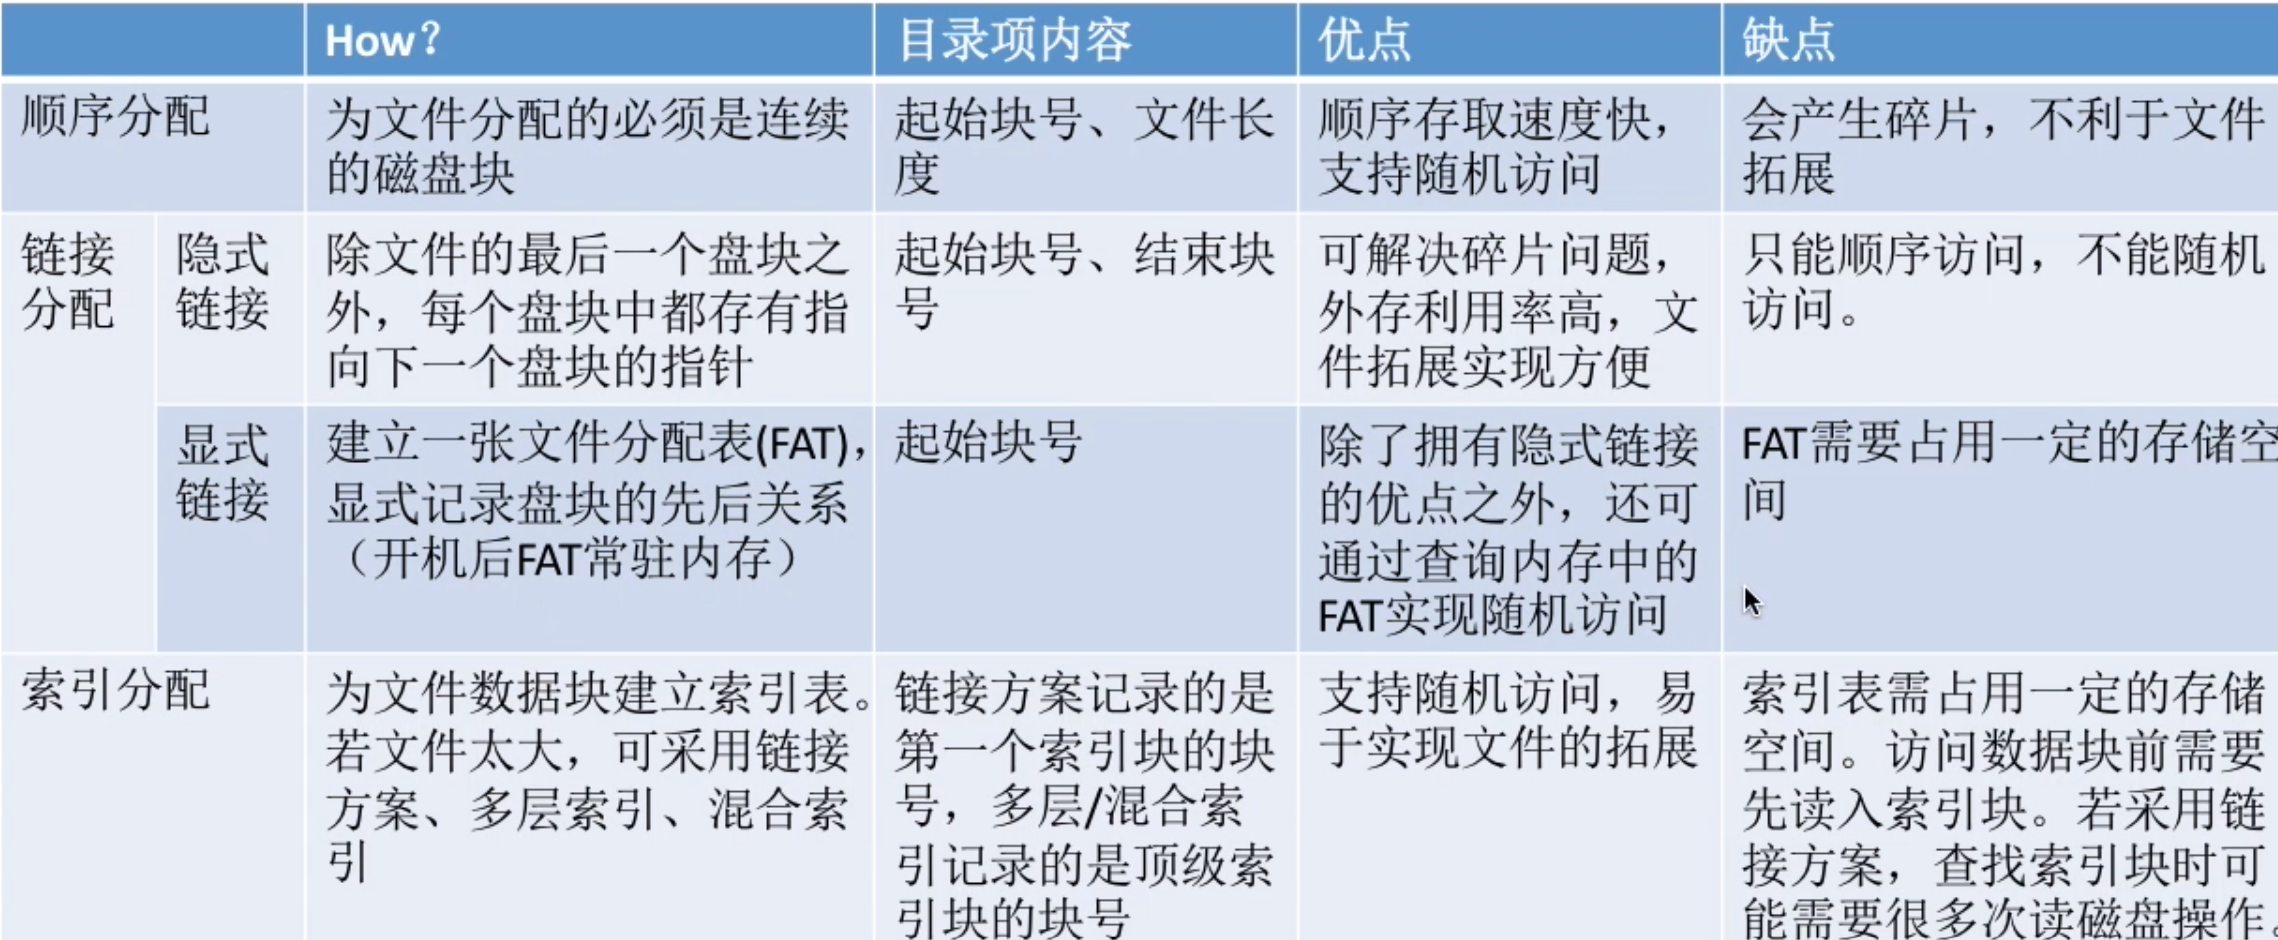 How？
目录项内容
优点
缺点
顺序分配
为文件分配的必须是连续
的磁盘块
起始块号、文件长
度
顺序存取速度快，
支持随机访问
会产生碎片，不利于文件
拓展
链接
分配
隐式
链接
除文件的最后一个盘块之
外，每个盘块中都存有指
向下一个盘块的指针
起始块号、结束块
号
可解决碎片问题，
外存利用率高，文
件拓展实现方便
只能顺序访问，不能随机
访问。
显式
链接
建立一张文件分配表(FAT)，
显式记录盘块的先后关系
（开机后FAT常驻内存）
起始块号
除了拥有隐式链接
的优点之外，还可
通过查询内存中的
FAT实现随机访问
FAT需要占用一定的存储空
间
索引分配
为文件数据块建立索引表。
若文件太大，可采用链接
方案、多层索引、混合索
引
链接方案记录的是
第一个索引块的块
号，多层/混合索
引记录的是顶级索
引块的块号
支持随机访问，易
于实现文件的拓展
索引表需占用一定的存储
空间。访问数据块前需要
先读入索引块。若采用链
接方案，查找索引块时可
能需要很多次读磁盘操作。